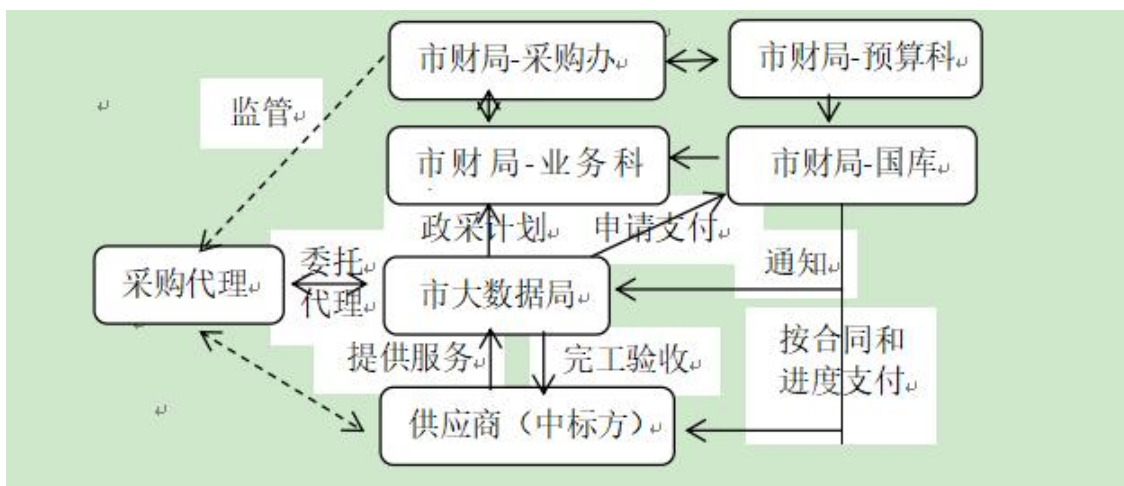 市财局-采购办
市财局-预算科
监管
市财局-业务科
市财局-国库
政采计划
申请支付
委托
代理
通知
采购代理
市大数据局
提供服务
完工验收
按合同和
进度支付
供应商（中标方）